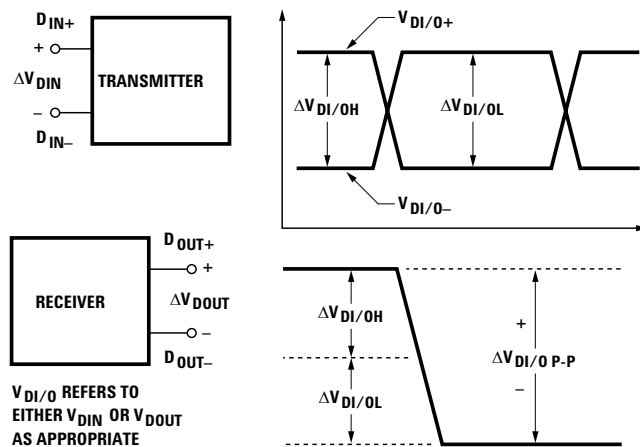 D IN+
+
ΔV DIN
TRANSMITTER
–
D IN–
V DI/O+
ΔV DI/OH
ΔV DI/OL
V DI/O–
D OUT+
+
RECEIVER
ΔV DOUT
–
D OUT–
V DI/O REFERS TO
EITHER V DIN OR V DOUT
AS APPROPRIATE
ΔV DI/OH
+
ΔV DI/O P-P
–
ΔV DI/OL